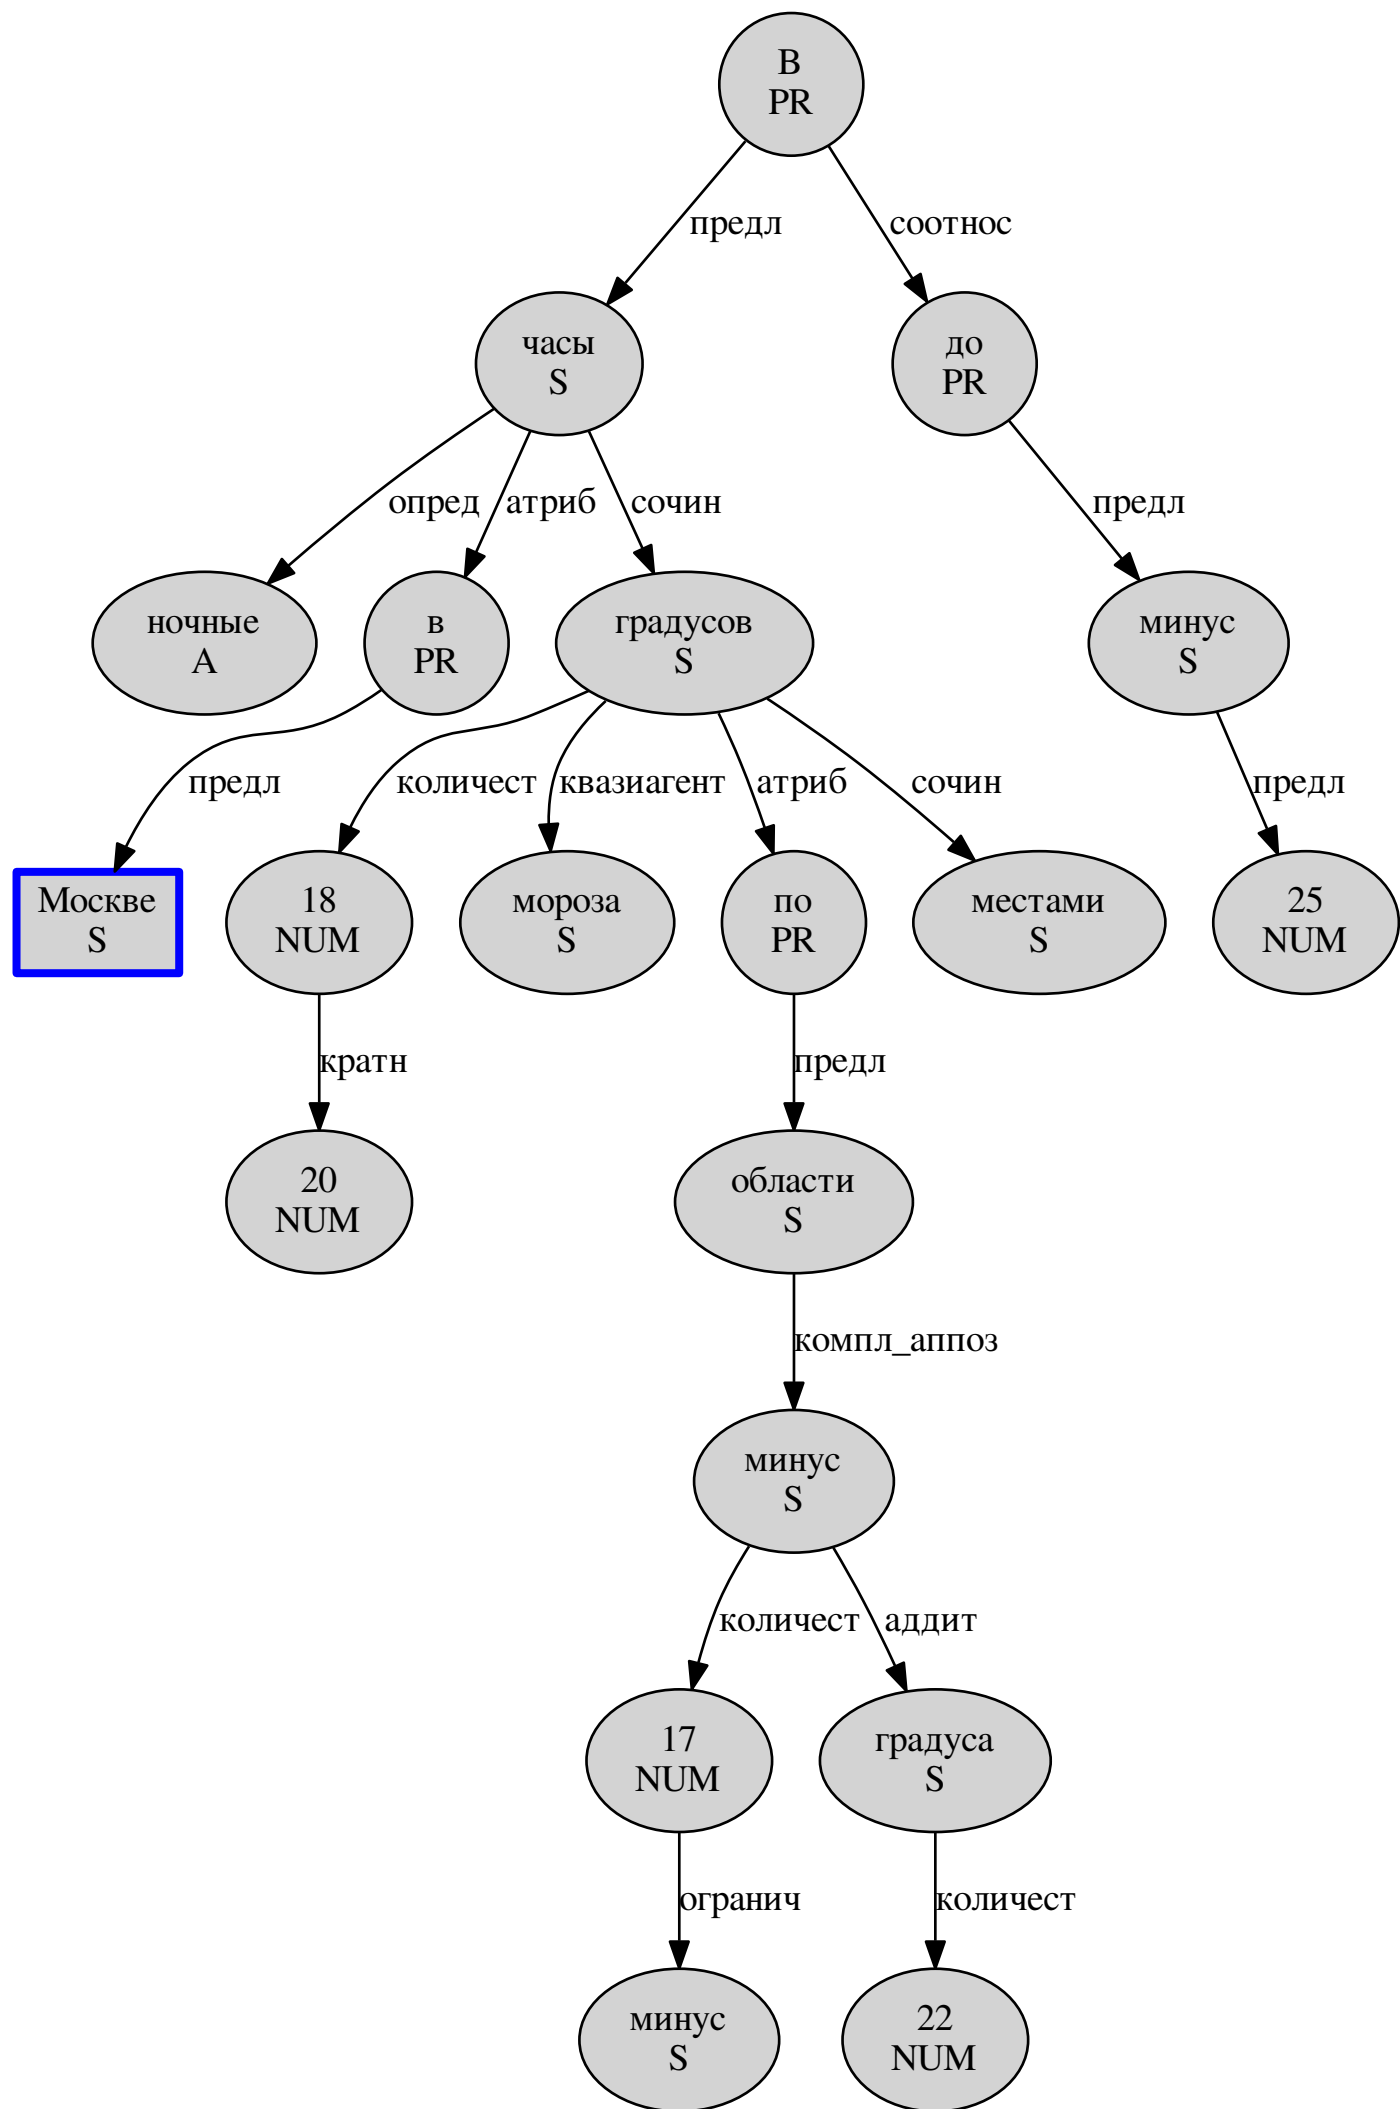 В
PR
предл
соотнос
часы
S
до
PR
опред
атриб
сочин
предл
ночные
A
в
PR
градусов
S
минус
S
предл
количест
квазиагент
атриб
сочин
предл
Москве
S
18
NUM
мороза
S
по
PR
местами
S
25
NUM
кратн
предл
20
NUM
области
S
компл_аппоз
минус
S
количест
аддит
17
NUM
градуса
S
огранич
количест
минус
S
22
NUM